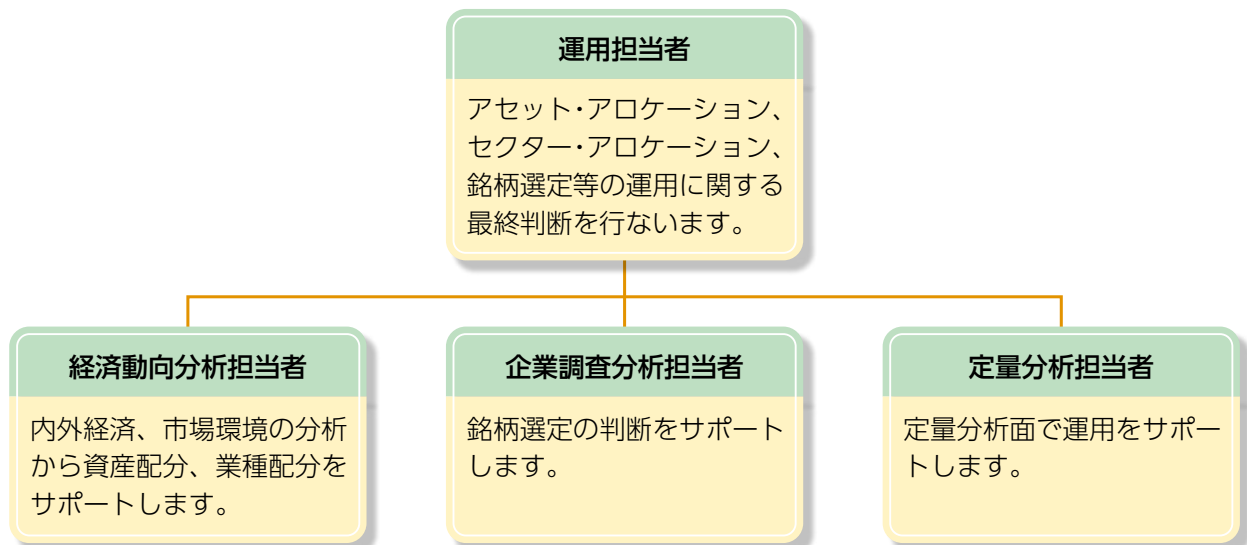 運用担当者
アセット・アロケーション、
セクター・アロケーション、
銘柄選定等の運用に関する
最終判断を行ないます。
経済動向分析担当者
内外経済、市場環境の分析
から資産配分、業種配分を
サポートします。
企業調査分析担当者
銘柄選定の判断をサポート
します。
定量分析担当者
定量分析面で運用をサポー
トします。